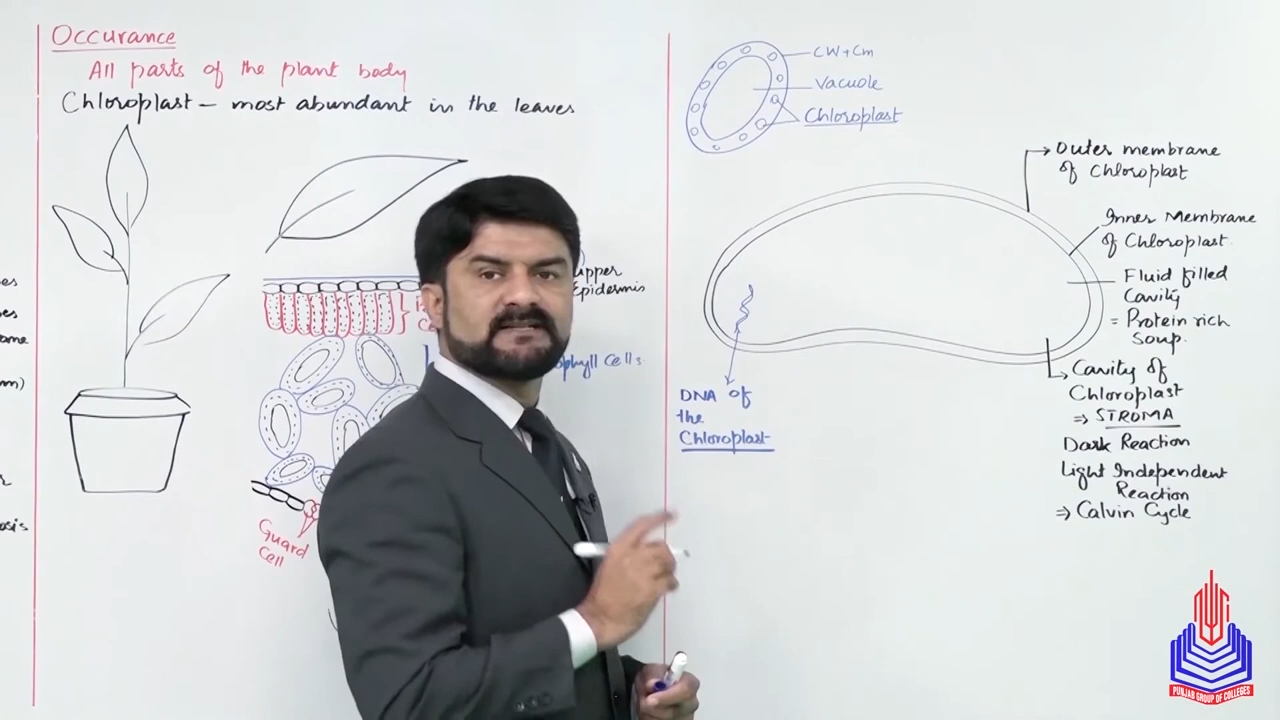 Occurance
All parts of the plant body
Chloroplast – most abundant in the leaves
Epidermis
Guard
Cell
CW+Cm
Vacuole
Chloroplast
Outer membrane
of Chloroplast
Inner Membrane
of Chloroplast
Fluid filled
Cavity
= Protein rich
Soup
Cavity of
Chloroplast
⇒ STROMA
Dark Reaction
Light Independent
Reaction
⇒ Calvin Cycle
DNA of
the
Chloroplast
Cells
PUNJAB GROUP OF COLLEGES